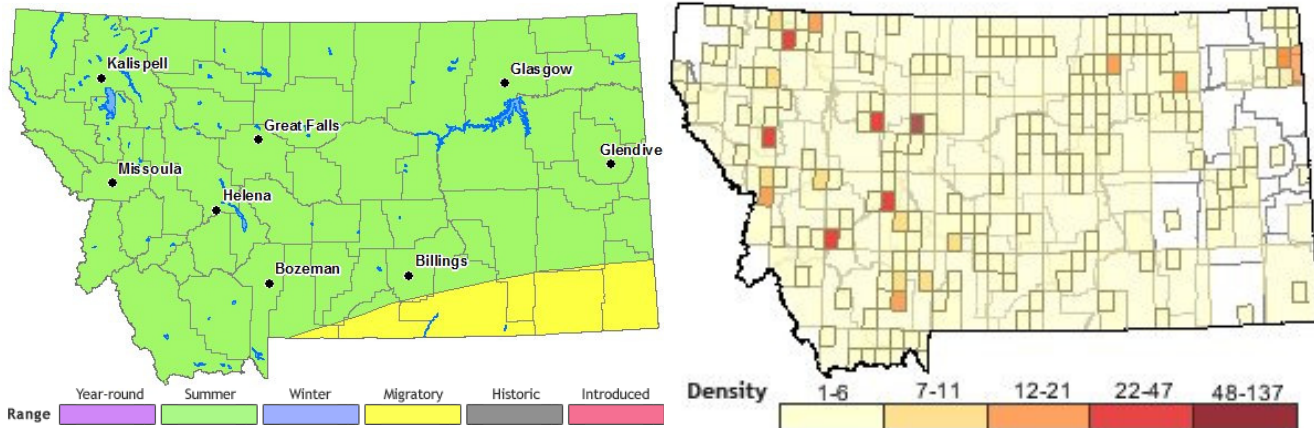 Kalispell
Glasgow
Great Falls
Glendive
Missoula
Helena
Bozeman
Billings
Range Year-round Summer Winter Migratory Historic Introduced
Density 1-6 7-11 12-21 22-47 48-137